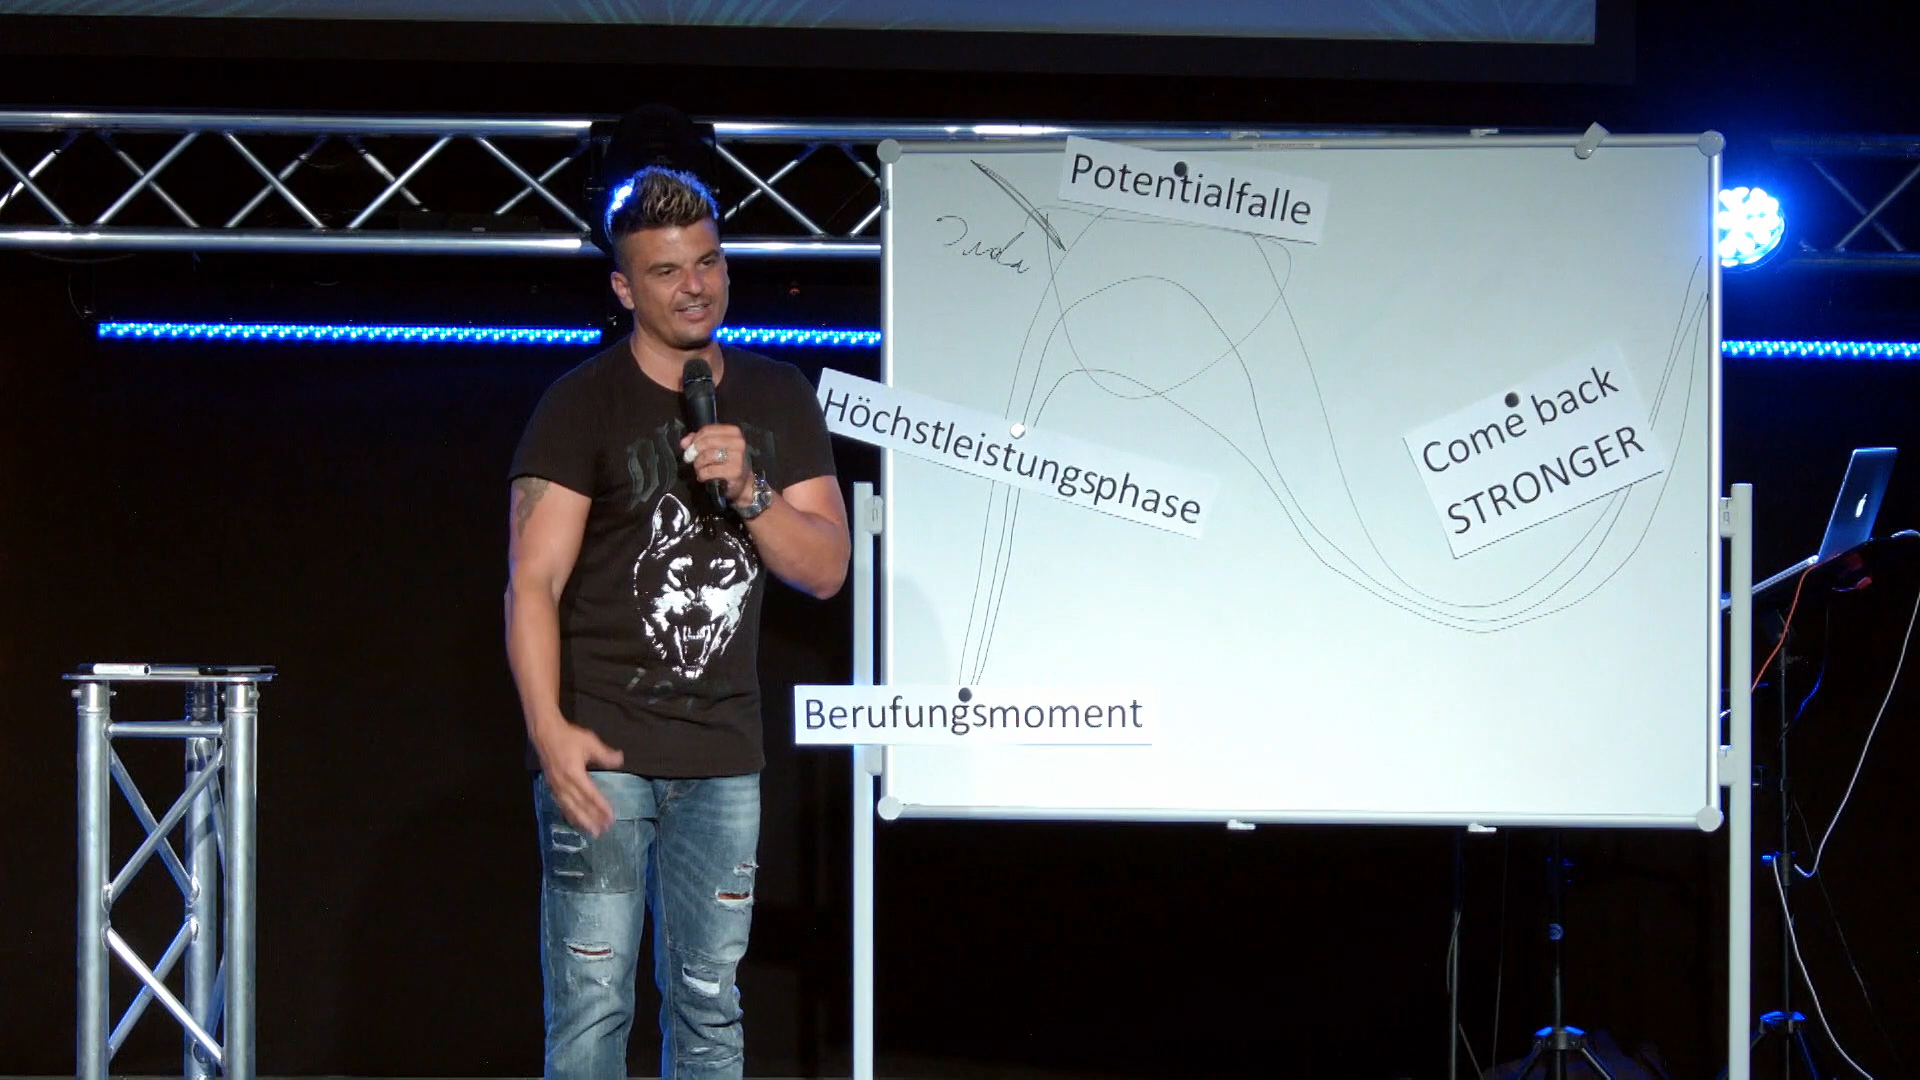 Potentialfalle
Höchstleistungsphase
Come back
STRONGER
Berufungsmoment